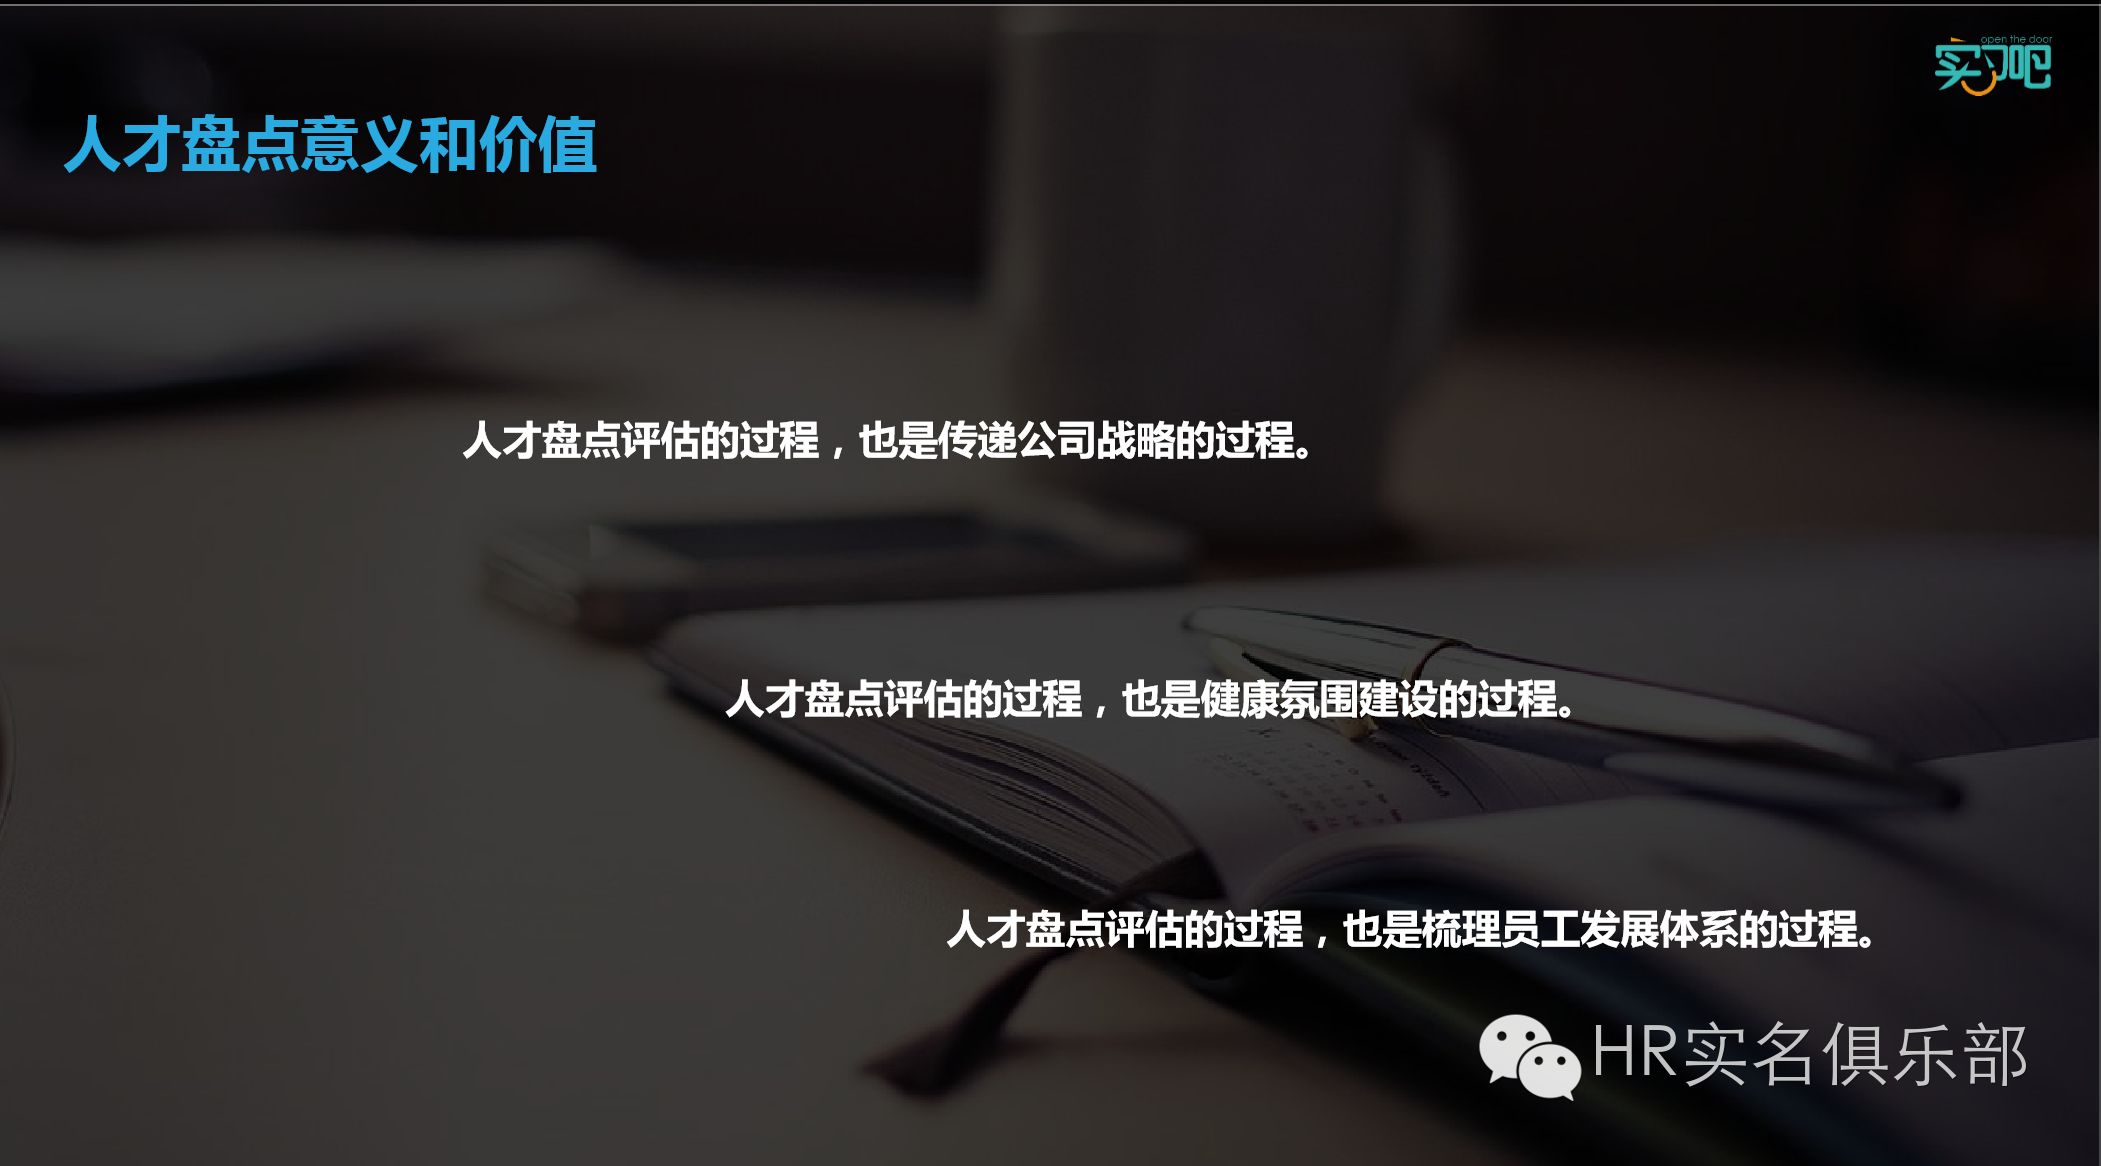 open the door
实习吧
人才盘点意义和价值
人才盘点评估的过程，也是传递公司战略的过程。
人才盘点评估的过程，也是健康氛围建设的过程。
人才盘点评估的过程，也是梳理员工发展体系的过程。
HR实名俱乐部